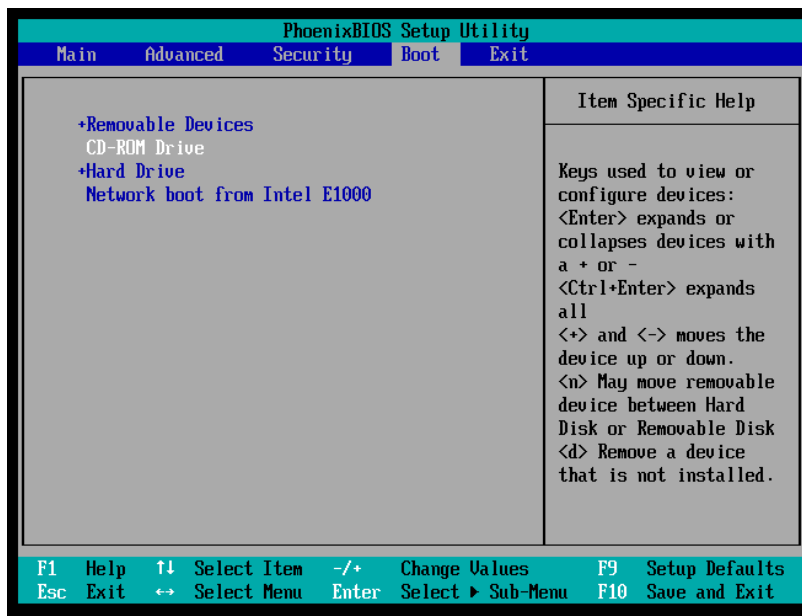 PhoenixBIOS Setup Utility
Main Advanced Security Boot Exit
+Removable Devices
CD-ROM Drive
+Hard Drive
Network boot from Intel E1000
Item Specific Help
Keys used to view or
configure devices:
<Enter> expands or
collapses devices with
a + or -
<Ctrl+Enter> expands
all
<+> and <-> moves the
device up or down.
<n> May move removable
device between Hard
Disk or Removable Disk
<d> Remove a device
that is not installed.
F1 Help ↑↓ Select Item -/+ Change Values F9 Setup Defaults
Esc Exit ↔ Select Menu Enter Select ▶ Sub-Menu F10 Save and Exit